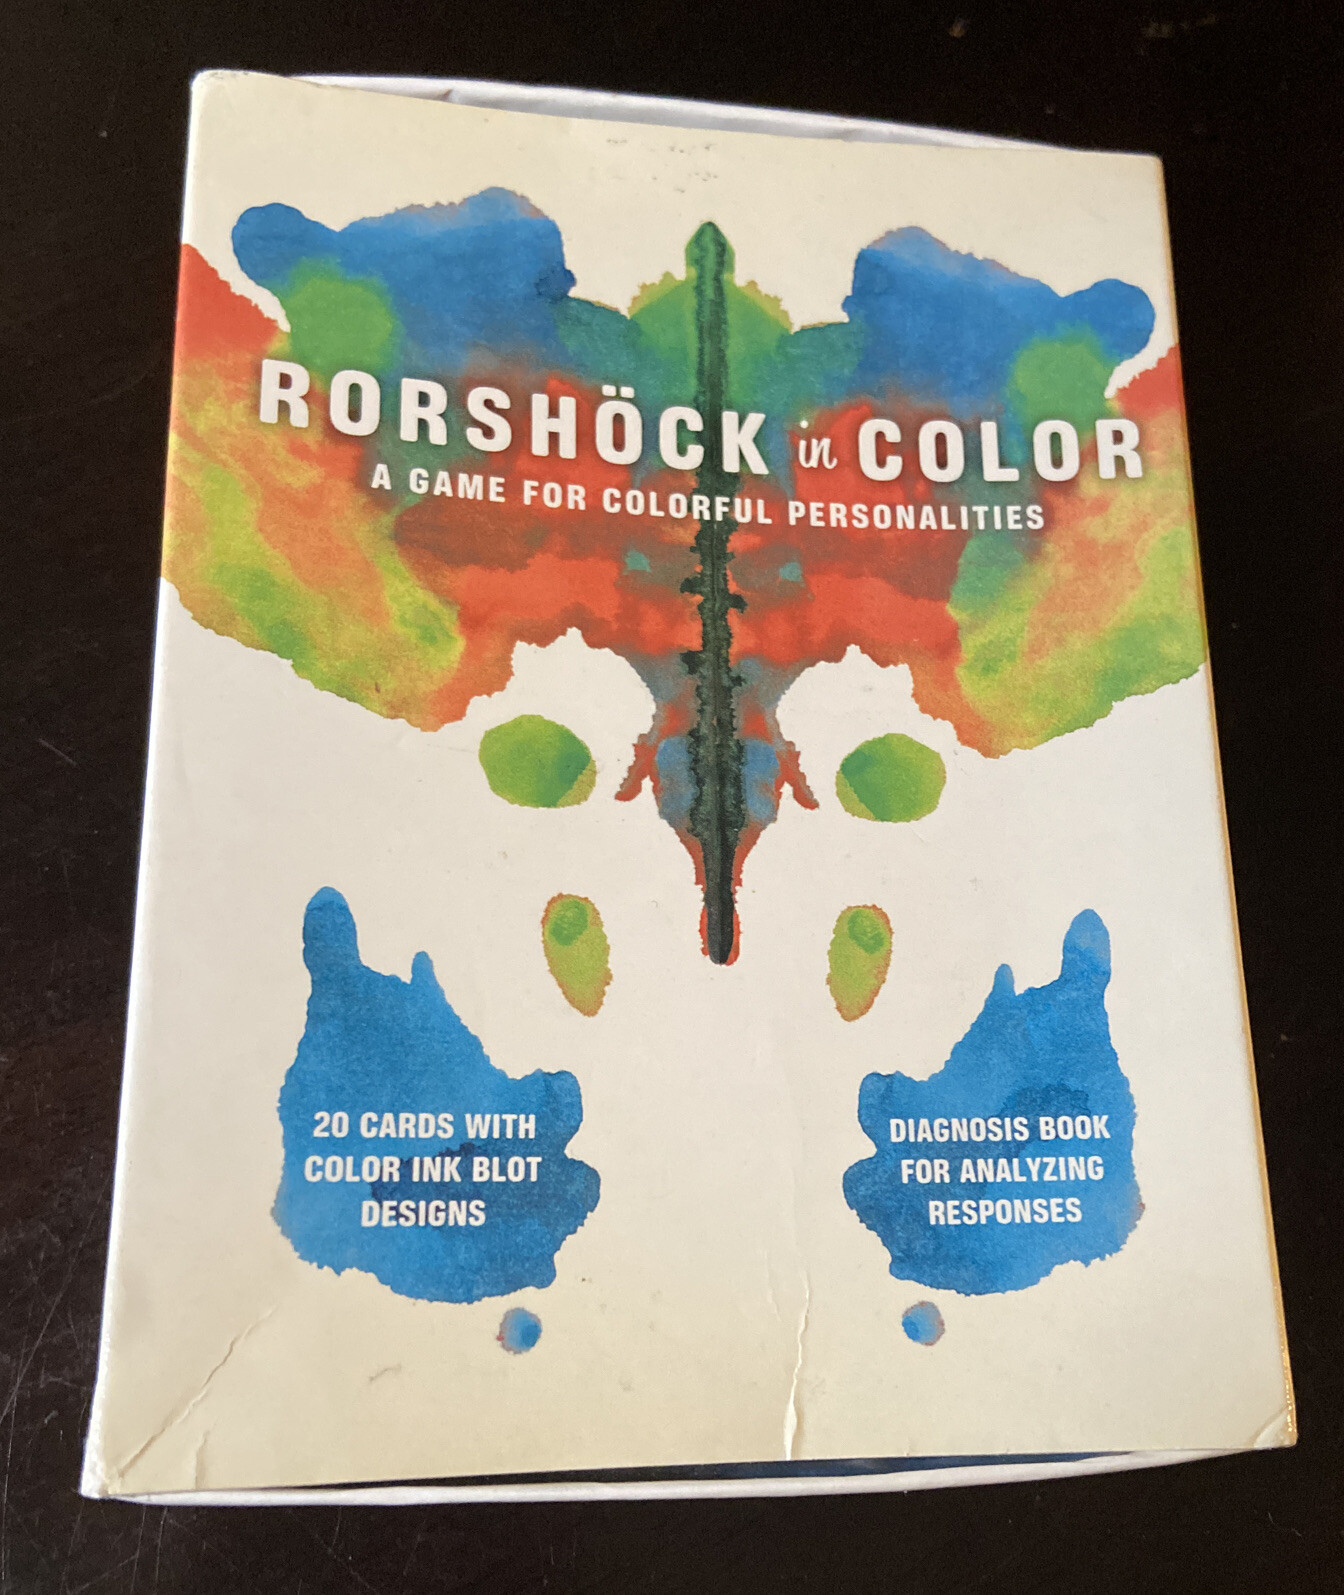 RORSHÖCK in COLOR
A GAME FOR COLORFUL PERSONALITIES
20 CARDS WITH
COLOR INK BLOT
DESIGNS
DIAGNOSIS BOOK
FOR ANALYZING
RESPONSES